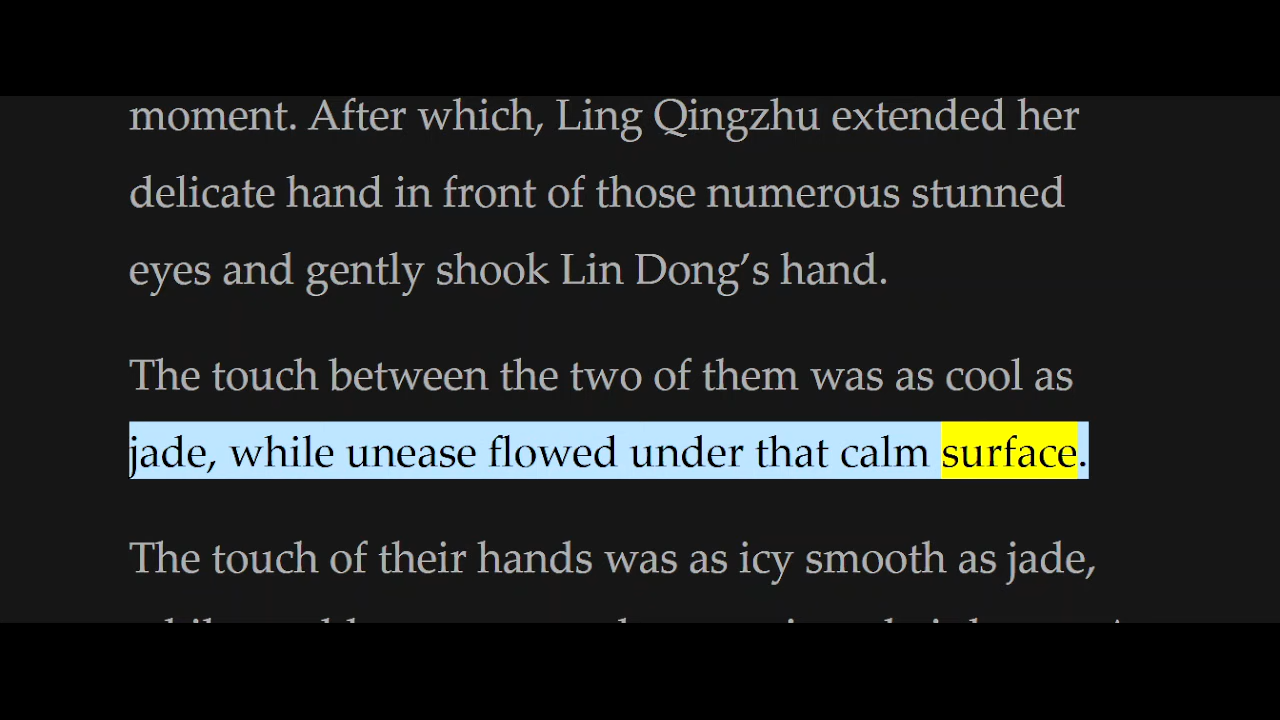 moment. After which, Ling Qingzhu extended her
delicate hand in front of those numerous stunned
eyes and gently shook Lin Dong’s hand.
The touch between the two of them was as cool as
jade, while unease flowed under that calm surface.
The touch of their hands was as icy smooth as jade,